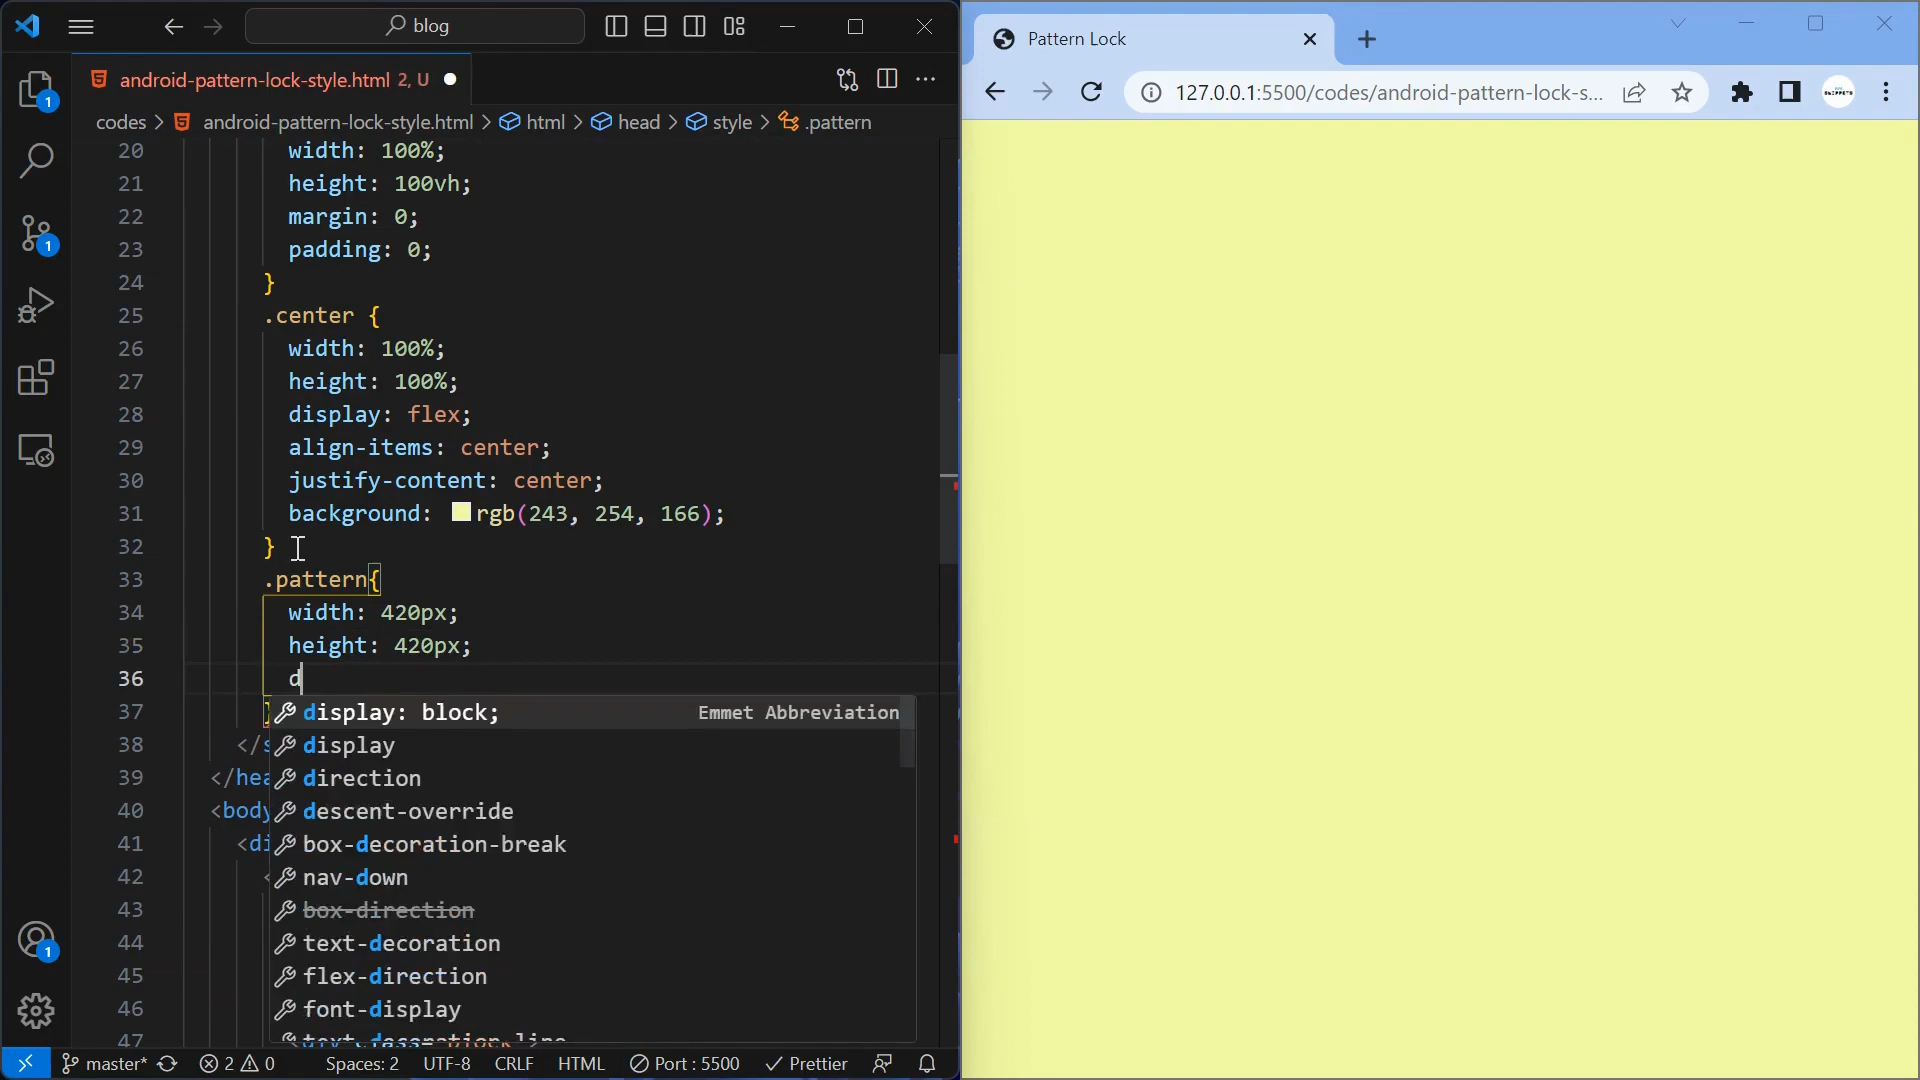 blog
android-pattern-lock-style.html 2, U
codes > android-pattern-lock-style.html > html > head > style > .pattern
20 width: 100%;
21 height: 100vh;
22 margin: 0;
23 padding: 0;
24 }
25 .center {
26 width: 100%;
27 height: 100%;
28 display: flex;
29 align-items: center;
30 justify-content: center;
31 background: rgb(243, 254, 166);
32 }
33 .pattern{
34 width: 420px;
35 height: 420px;
36 d
37 }
display: block; Emmet Abbreviation
38 </s
display
39 </hea
direction
40 <body
descent-override
41 <di
box-decoration-break
42 <
nav-down
43
box-direction
44
text-decoration
45
flex-direction
46
font-display
47
1
1
1
master* 2 0 Spaces: 2 UTF-8 CRLF HTML Port : 5500 Prettier
Pattern Lock
127.0.0.1:5500/codes/android-pattern-lock-s...